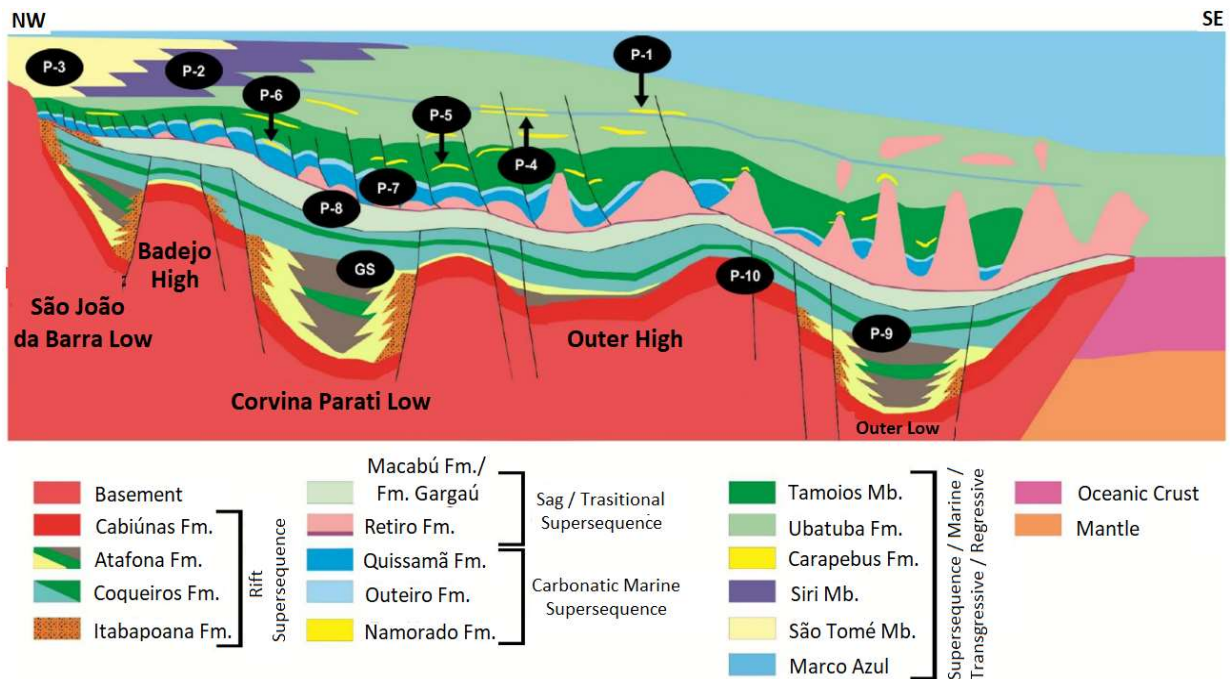 NW
SE
P-1
P-3
P-2
P-6
P-5
P-4
P-7
P-8
GS
Badejo
High
P-10
São João
da Barra Low
Outer High
P-9
Corvina Parati Low
Outer Low
Basement
Cabiúnas Fm.
Atafona Fm.
Coqueiros Fm.
Itabapoana Fm.
Rift
Supersequence
Macabú Fm./
Fm. Gargaú
Retiro Fm.
Sag / Trasitional
Supersequence
Quissamã Fm.
Outeiro Fm.
Namorado Fm.
Carbonatic Marine
Supersequence
Tamoios Mb.
Ubatuba Fm.
Carapebus Fm.
Siri Mb.
São Tomé Mb.
Marco Azul
Supersequence / Marine /
Transgressive / Regressive
Oceanic Crust
Mantle